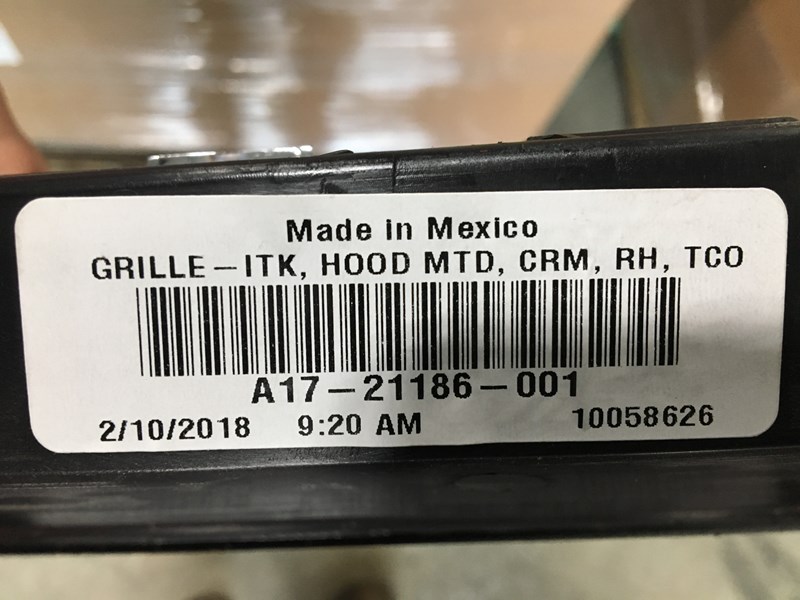 Made in Mexico
GRILLE-ITK, HOOD MTD, CRM, RH, TCO
A17-21186-001
2/10/2018 9:20 AM 10058626